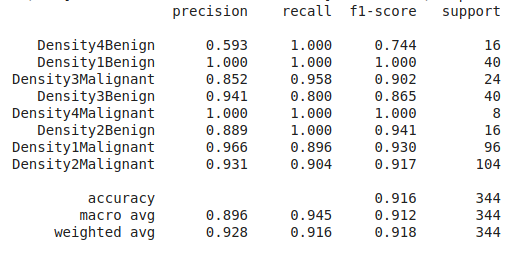 precision recall f1-score support
Density4Benign 0.593 1.000 0.744 16
Density1Benign 1.000 1.000 1.000 40
Density3Malignant 0.852 0.958 0.902 24
Density3Benign 0.941 0.800 0.865 40
Density4Malignant 1.000 1.000 1.000 8
Density2Benign 0.889 1.000 0.941 16
Density1Malignant 0.966 0.896 0.930 96
Density2Malignant 0.931 0.904 0.917 104
accuracy 0.916 344
macro avg 0.896 0.945 0.912 344
weighted avg 0.928 0.916 0.918 344